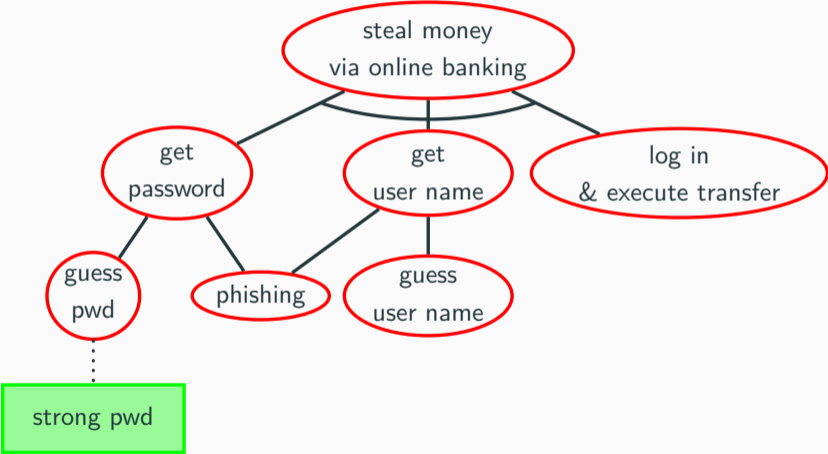 steal money
via online banking
get
password
get
user name
log in
& execute transfer
guess
pwd
phishing
guess
user name
strong pwd